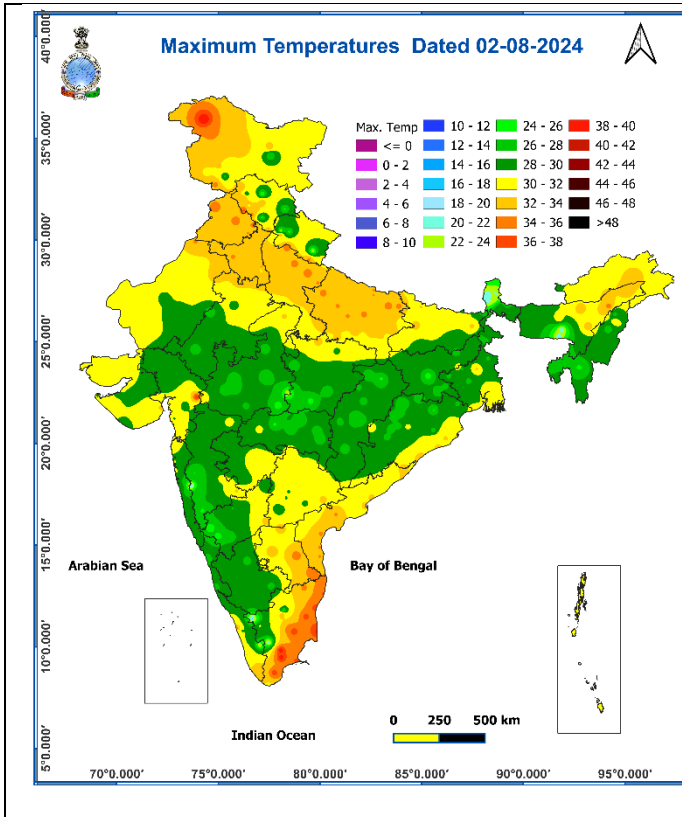 Maximum Temperatures Dated 02-08-2024
Max. Temp
<= 0
0 - 2
2 - 4
4 - 6
6 - 8
8 - 10
10 - 12
12 - 14
14 - 16
16 - 18
18 - 20
20 - 22
22 - 24
24 - 26
26 - 28
28 - 30
30 - 32
32 - 34
34 - 36
36 - 38
38 - 40
40 - 42
42 - 44
44 - 46
46 - 48
>48
40°0.000'
35°0.000'
30°0.000'
25°0.000'
20°0.000'
15°0.000'
10°0.000'
5°0.000'
Arabian Sea
Bay of Bengal
Indian Ocean
0 250 500 km
70°0.000' 75°0.000' 80°0.000' 85°0.000' 90°0.000' 95°0.000'